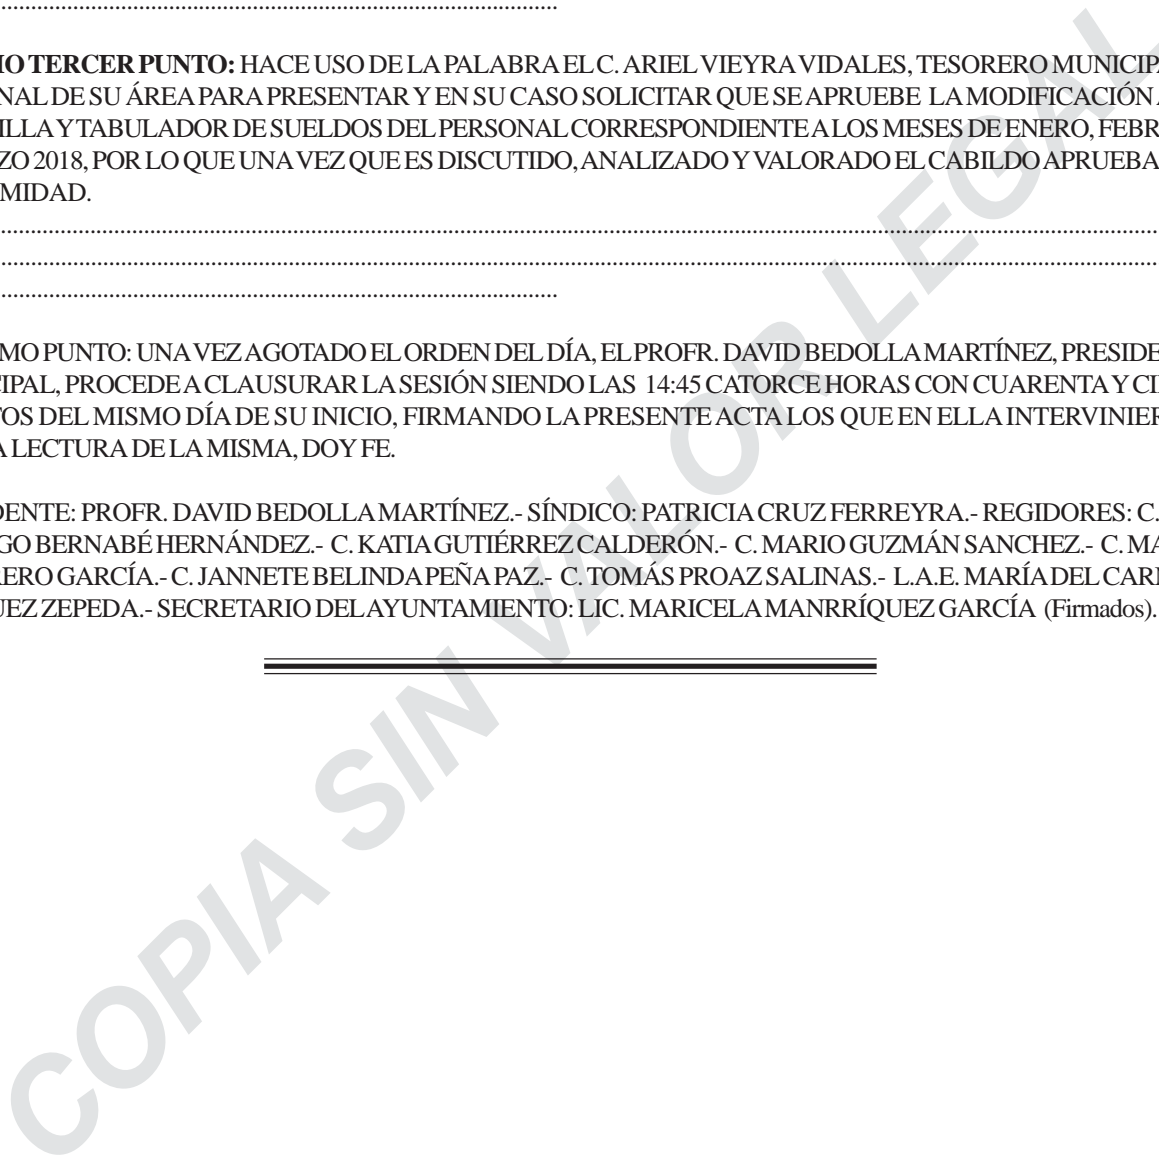 ...........................................................................................................
IO TERCER PUNTO: HACE USO DE LA PALABRA EL C. ARIEL VIEYRA VIDALES, TESORERO MUNICIPA
NAL DE SU ÁREA PARA PRESENTAR Y EN SU CASO SOLICITAR QUE SE APRUEBE LA MODIFICACIÓN A
ILLA Y TABULADOR DE SUELDOS DEL PERSONAL CORRESPONDIENTE A LOS MESES DE ENERO, FEBR
ZO 2018, POR LO QUE UNA VEZ QUE ES DISCUTIDO, ANALIZADO Y VALORADO EL CABILDO APRUEBA
MIDAD.
...........................................................................................................
...........................................................................................................
...........................................................................................................
MO PUNTO: UNA VEZ AGOTADO EL ORDEN DEL DÍA, EL PROFR. DAVID BEDOLLA MARTÍNEZ, PRESIDE
CIPAL, PROCEDE A CLAUSURAR LA SESIÓN SIENDO LAS 14:45 CATORCE HORAS CON CUARENTA Y CI
TOS DEL MISMO DÍA DE SU INICIO, FIRMANDO LA PRESENTE ACTA LOS QUE EN ELLA INTERVINIER
A LECTURA DE LA MISMA, DOY FE.
DENTE: PROFR. DAVID BEDOLLA MARTÍNEZ.- SÍNDICO: PATRICIA CRUZ FERREYRA.- REGIDORES: C.
GO BERNABÉ HERNÁNDEZ.- C. KATIA GUTIÉRREZ CALDERÓN.- C. MARIO GUZMÁN SANCHEZ.- C. MA
RERO GARCÍA.- C. JANNETE BELINDA PEÑA PAZ.- C. TOMÁS PROAZ SALINAS.- L.A.E. MARÍA DEL CARM
UEZ ZEPEDA.- SECRETARIO DEL AYUNTAMIENTO: LIC. MARICELA MANRRÍQUEZ GARCÍA (Firmados).
COPIA SIN VALOR LEGAL